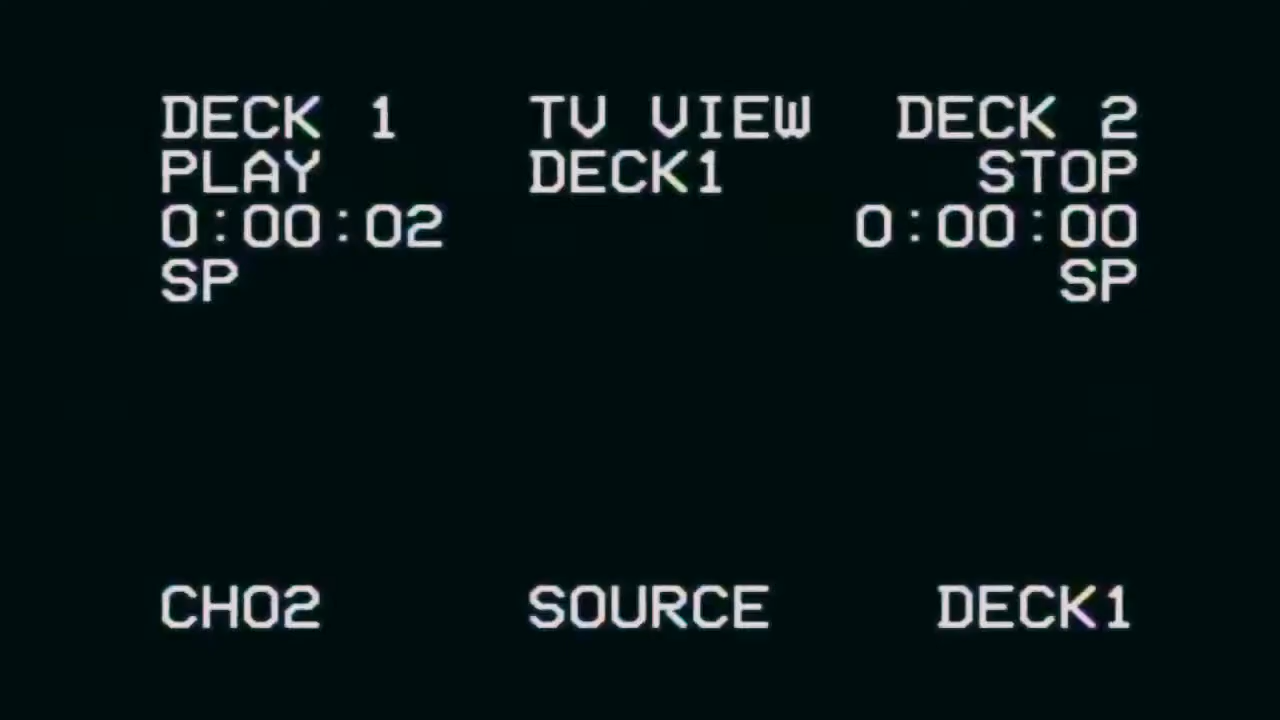 DECK 1 TV VIEW DECK 2
PLAY DECK1 STOP
0:00:02 0:00:00
SP SP
CH02 SOURCE DECK1